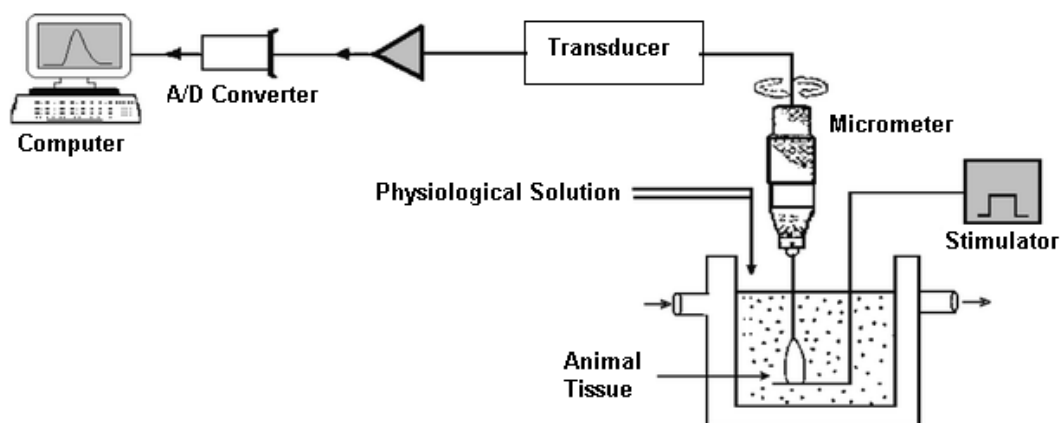 Transducer
A/D Converter
Computer
Micrometer
Physiological Solution
Stimulator
Animal
Tissue